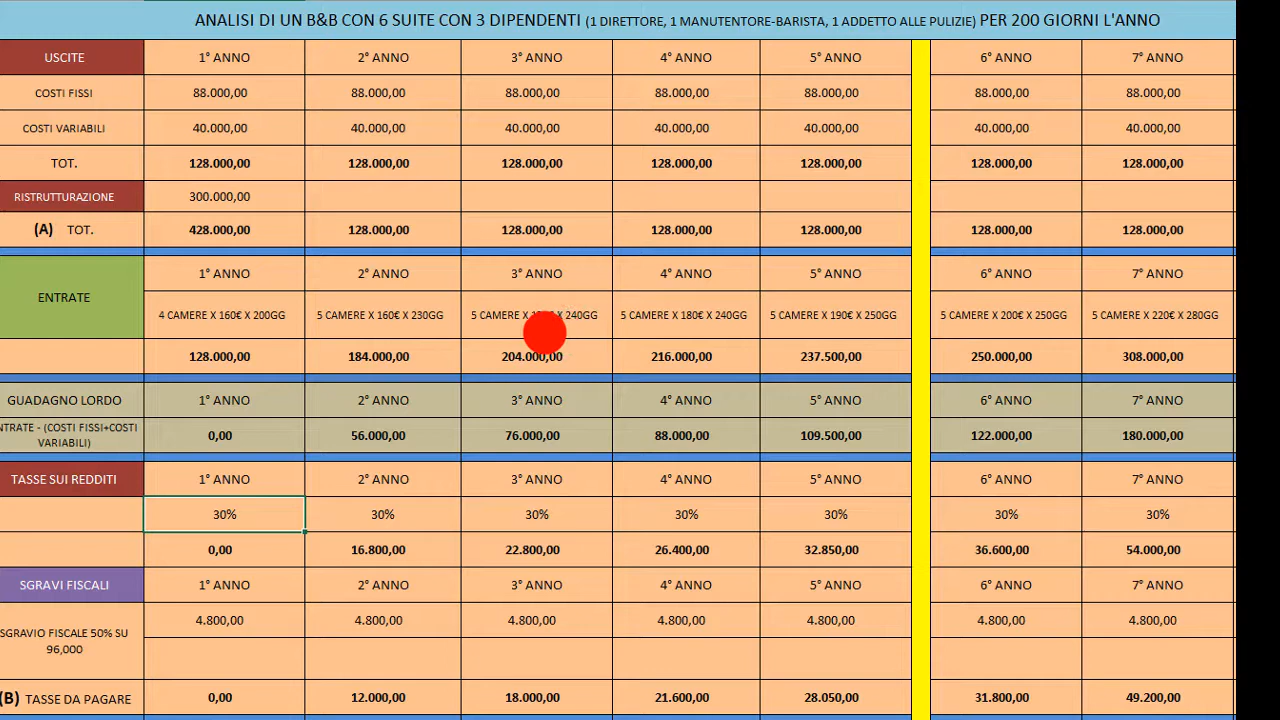 ANALISI DI UN B&B CON 6 SUITE CON 3 DIPENDENTI (1 DIRETTORE, 1 MANUTENTORE-BARISTA, 1 ADDETTO ALLE PULIZIE) PER 200 GIORNI L'ANNO
USCITE 1° ANNO 2° ANNO 3° ANNO 4° ANNO 5° ANNO 6° ANNO 7° ANNO
COSTI FISSI 88.000,00 88.000,00 88.000,00 88.000,00 88.000,00 88.000,00 88.000,00
COSTI VARIABILI 40.000,00 40.000,00 40.000,00 40.000,00 40.000,00 40.000,00 40.000,00
TOT. 128.000,00 128.000,00 128.000,00 128.000,00 128.000,00 128.000,00 128.000,00
RISTRUTTURAZIONE 300.000,00
(A) TOT. 428.000,00 128.000,00 128.000,00 128.000,00 128.000,00 128.000,00 128.000,00
1° ANNO 2° ANNO 3° ANNO 4° ANNO 5° ANNO 6° ANNO 7° ANNO
ENTRATE
4 CAMERE X 160€ X 200GG 5 CAMERE X 160€ X 230GG 5 CAMERE X X 240GG 5 CAMERE X 180€ X 240GG 5 CAMERE X 190€ X 250GG 5 CAMERE X 200€ X 250GG 5 CAMERE X 220€ X 280GG
128.000,00 184.000,00 204.000,00 216.000,00 237.500,00 250.000,00 308.000,00
GUADAGNO LORDO 1° ANNO 2° ANNO 3° ANNO 4° ANNO 5° ANNO 6° ANNO 7° ANNO
NTRATE - (COSTI FISSI+COSTI
VARIABILI) 0,00 56.000,00 76.000,00 88.000,00 109.500,00 122.000,00 180.000,00
TASSE SUI REDDITI 1° ANNO 2° ANNO 3° ANNO 4° ANNO 5° ANNO 6° ANNO 7° ANNO
30% 30% 30% 30% 30% 30% 30%
0,00 16.800,00 22.800,00 26.400,00 32.850,00 36.600,00 54.000,00
SGRAVI FISCALI 1° ANNO 2° ANNO 3° ANNO 4° ANNO 5° ANNO 6° ANNO 7° ANNO
4.800,00 4.800,00 4.800,00 4.800,00 4.800,00 4.800,00 4.800,00
SGRAVIO FISCALE 50% SU
96,000
(B) TASSE DA PAGARE 0,00 12.000,00 18.000,00 21.600,00 28.050,00 31.800,00 49.200,00